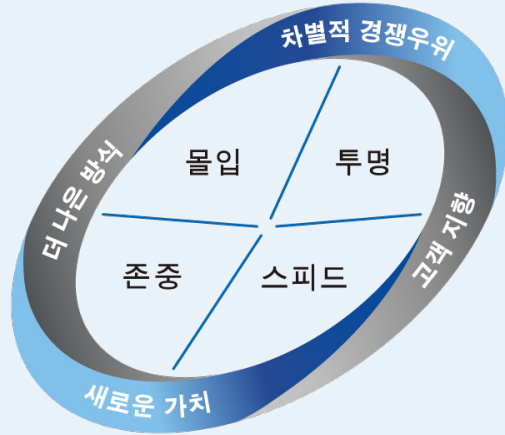 차별적 경쟁우위
몰입
투명
더 나은 방식
고객 지향
존중
스피드
새로운 가치